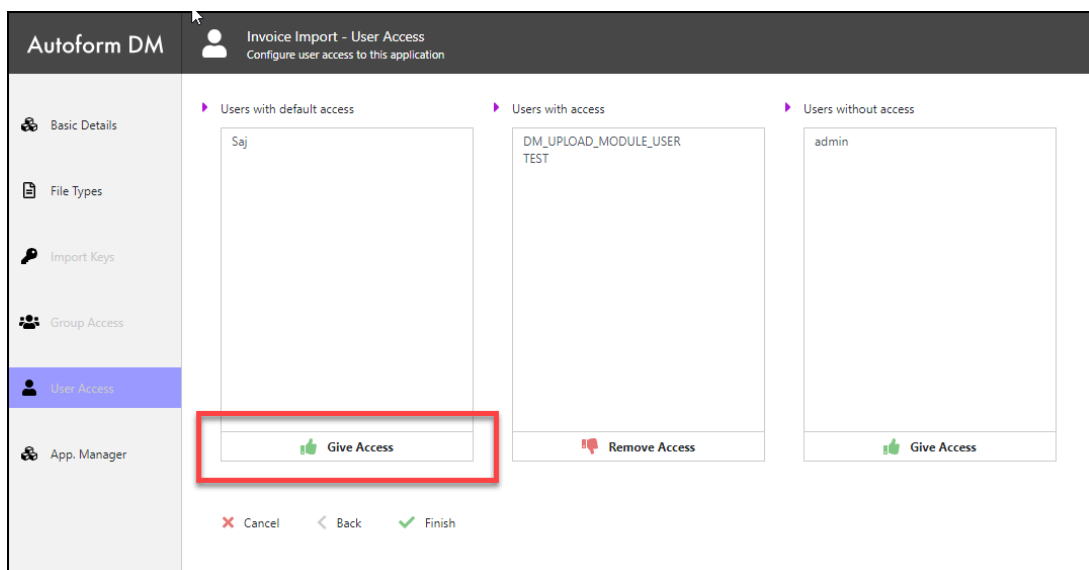 Autoform DM
Invoice Import - User Access
Configure user access to this application
Basic Details
File Types
Import Keys
Group Access
User Access
App. Manager
Users with default access
Saj
Give Access
Users with access
DM_UPLOAD_MODULE_USER
TEST
Remove Access
Users without access
admin
Give Access
Cancel
Back
Finish